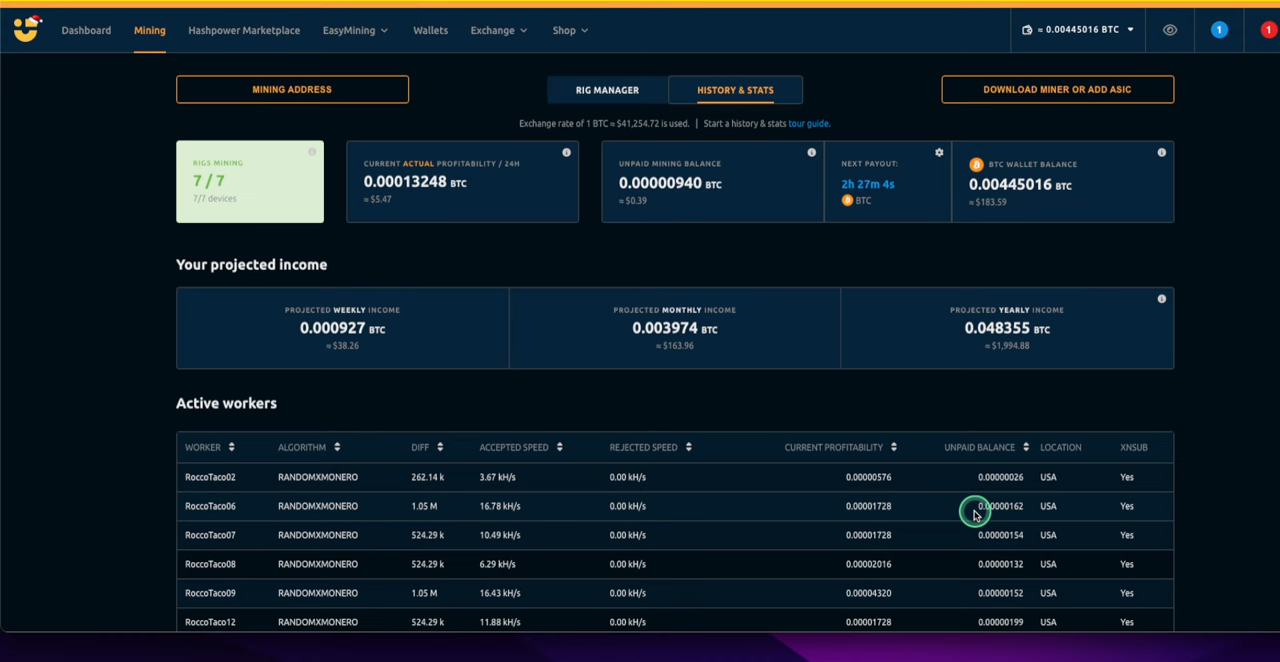 Dashboard Mining Hashpower Marketplace EasyMining Wallets Exchange Shop ≈ 0.00445016 BTC 1 1
MINING ADDRESS RIG MANAGER HISTORY & STATS DOWNLOAD MINER OR ADD ASIC
Exchange rate of 1 BTC ≈ $41,254.72 is used. | Start a history & stats tour guide.
RIGS MINING
7 / 7
7/7 devices
CURRENT ACTUAL PROFITABILITY / 24H
0.00013248 BTC
≈ $5.47
UNPAID MINING BALANCE
0.00000940 BTC
≈ $0.39
NEXT PAYOUT:
2h 27m 4s
BTC
BTC WALLET BALANCE
0.00445016 BTC
≈ $183.59
Your projected income
PROJECTED WEEKLY INCOME
0.000927 BTC
≈ $38.26
PROJECTED MONTHLY INCOME
0.003974 BTC
≈ $163.96
PROJECTED YEARLY INCOME
0.048355 BTC
≈ $1,994.88
Active workers
WORKER ALGORITHM DIFF ACCEPTED SPEED REJECTED SPEED CURRENT PROFITABILITY UNPAID BALANCE LOCATION XNSUB
RoccoTaco02 RANDOMXMONERO 262.14 k 3.67 kH/s 0.00 kH/s 0.00000576 0.00000026 USA Yes
RoccoTaco06 RANDOMXMONERO 1.05 M 16.78 kH/s 0.00 kH/s 0.00001728 0.00000162 USA Yes
RoccoTaco07 RANDOMXMONERO 524.29 k 10.49 kH/s 0.00 kH/s 0.00001728 0.00000154 USA Yes
RoccoTaco08 RANDOMXMONERO 524.29 k 6.29 kH/s 0.00 kH/s 0.00002016 0.00000132 USA Yes
RoccoTaco09 RANDOMXMONERO 1.05 M 16.43 kH/s 0.00 kH/s 0.00004320 0.00000152 USA Yes
RoccoTaco12 RANDOMXMONERO 524.29 k 11.88 kH/s 0.00 kH/s 0.00001728 0.00000199 USA Yes